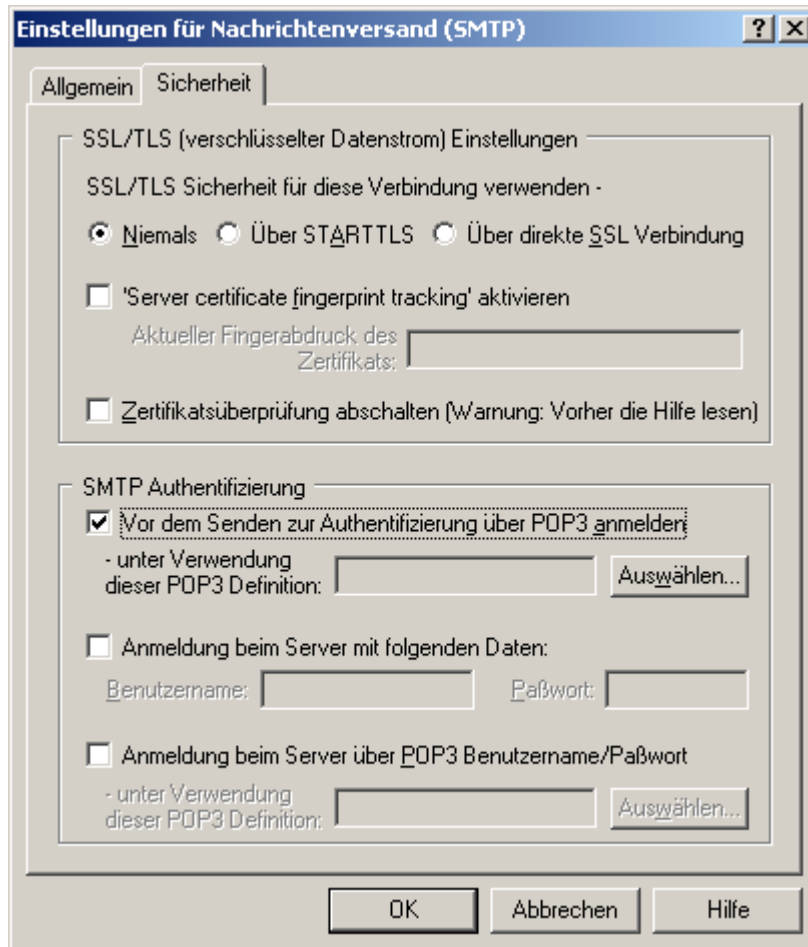 Einstellungen für Nachrichtenversand (SMTP)
Allgemein Sicherheit
SSL/TLS (verschlüsselter Datenstrom) Einstellungen
SSL/TLS Sicherheit für diese Verbindung verwenden -
Niemals Über STARTTLS Über direkte SSL Verbindung
'Server certificate fingerprint tracking' aktivieren
Aktueller Fingerabdruck des
Zertifikats:
Zertifikatsüberprüfung abschalten (Warnung: Vorher die Hilfe lesen)
SMTP Authentifizierung
Vor dem Senden zur Authentifizierung über POP3 anmelden
- unter Verwendung
dieser POP3 Definition: Auswählen...
Anmeldung beim Server mit folgenden Daten:
Benutzername: Paßwort:
Anmeldung beim Server über POP3 Benutzername/Paßwort
- unter Verwendung
dieser POP3 Definition: Auswählen...
OK Abbrechen Hilfe